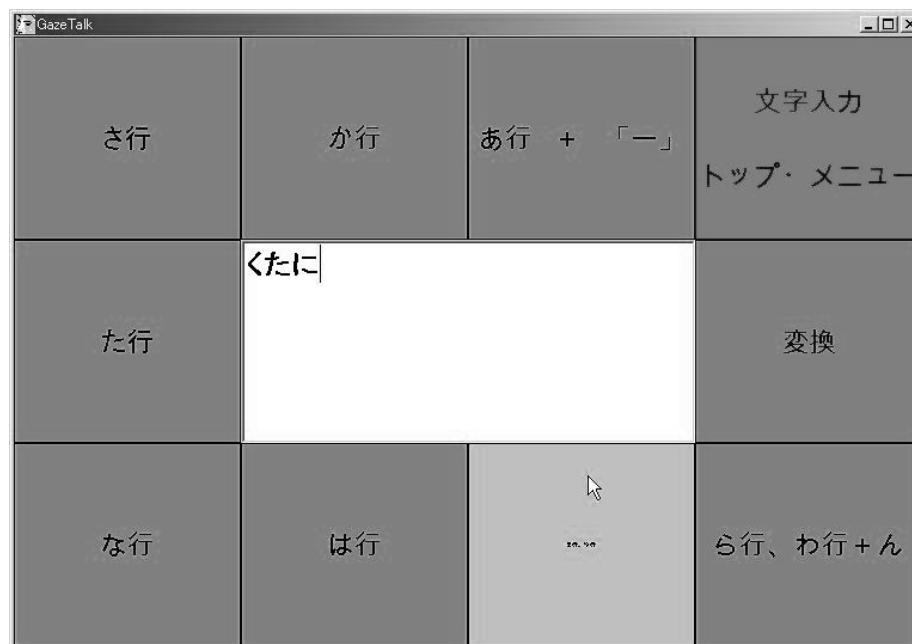 GazeTalk
さ行
か行
あ行 + 「ー」
文字入力
トップ・メニュー
た行
くたに
変換
な行
は行
ら行、わ行+ん